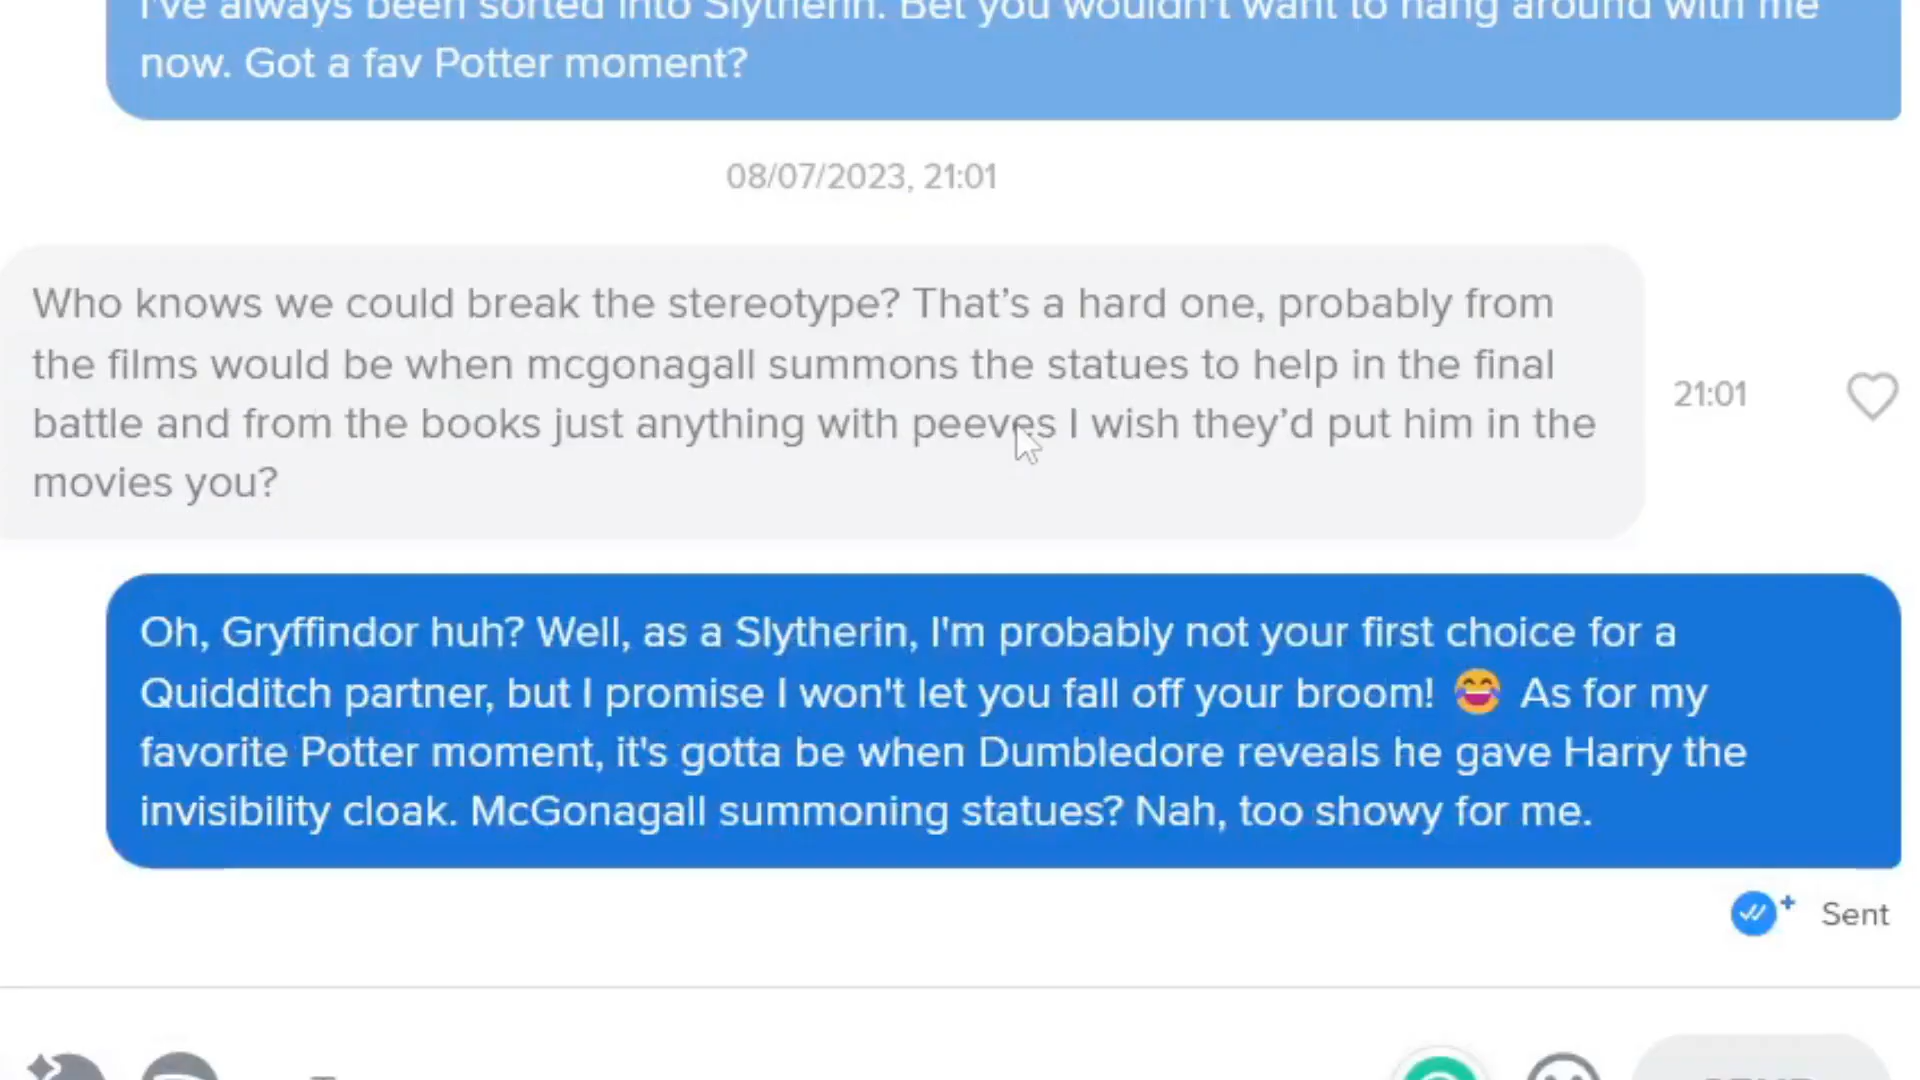 I've always been sorted into Slytherin. Bet you wouldn't want to hang around with me
now. Got a fav Potter moment?
08/07/2023, 21:01
Who knows we could break the stereotype? That's a hard one, probably from
the films would be when mcgonagall summons the statues to help in the final
battle and from the books just anything with peeves I wish they'd put him in the
movies you?
21:01
Oh, Gryffindor huh? Well, as a Slytherin, I'm probably not your first choice for a
Quidditch partner, but I promise I won't let you fall off your broom! 😂 As for my
favorite Potter moment, it's gotta be when Dumbledore reveals he gave Harry the
invisibility cloak. McGonagall summoning statues? Nah, too showy for me.
Sent